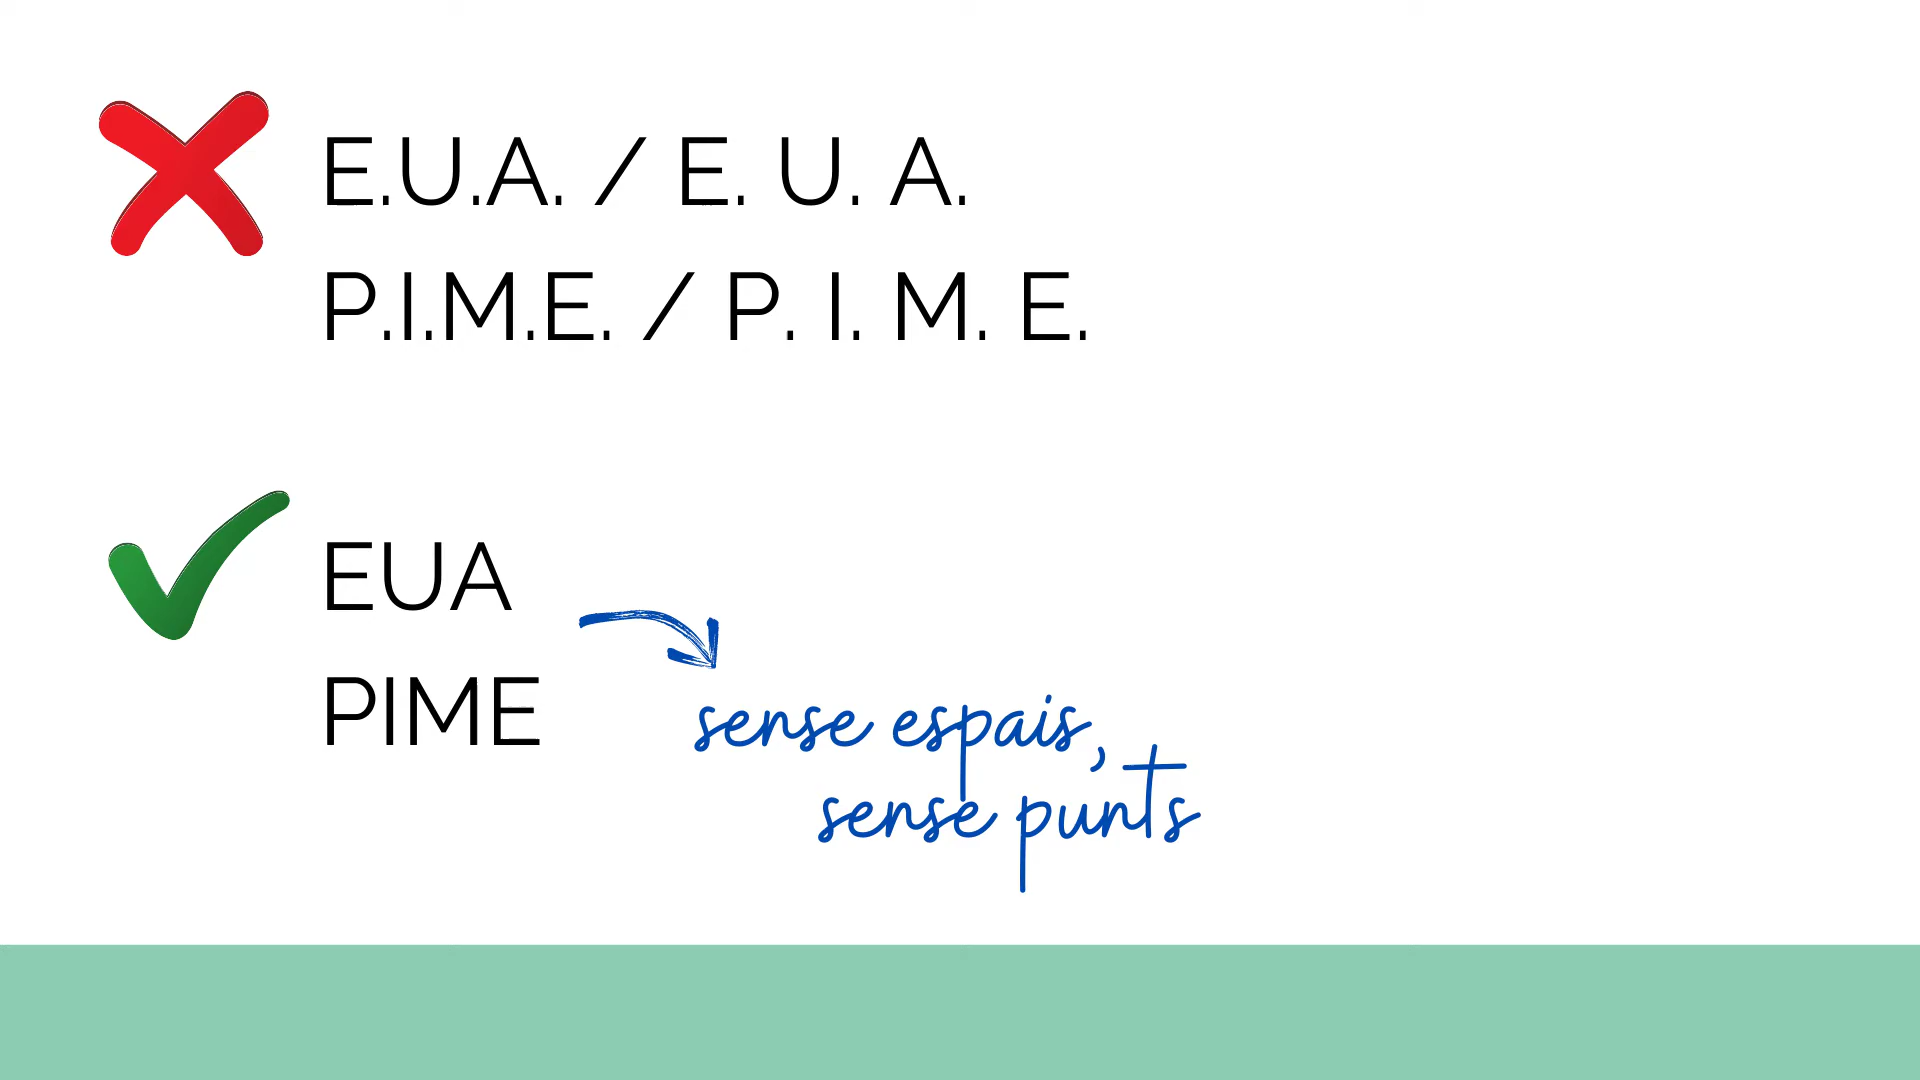 E.U.A. / E. U. A.
P.I.M.E. / P. I. M. E.
EUA
PIME
sense espais,
sense punts